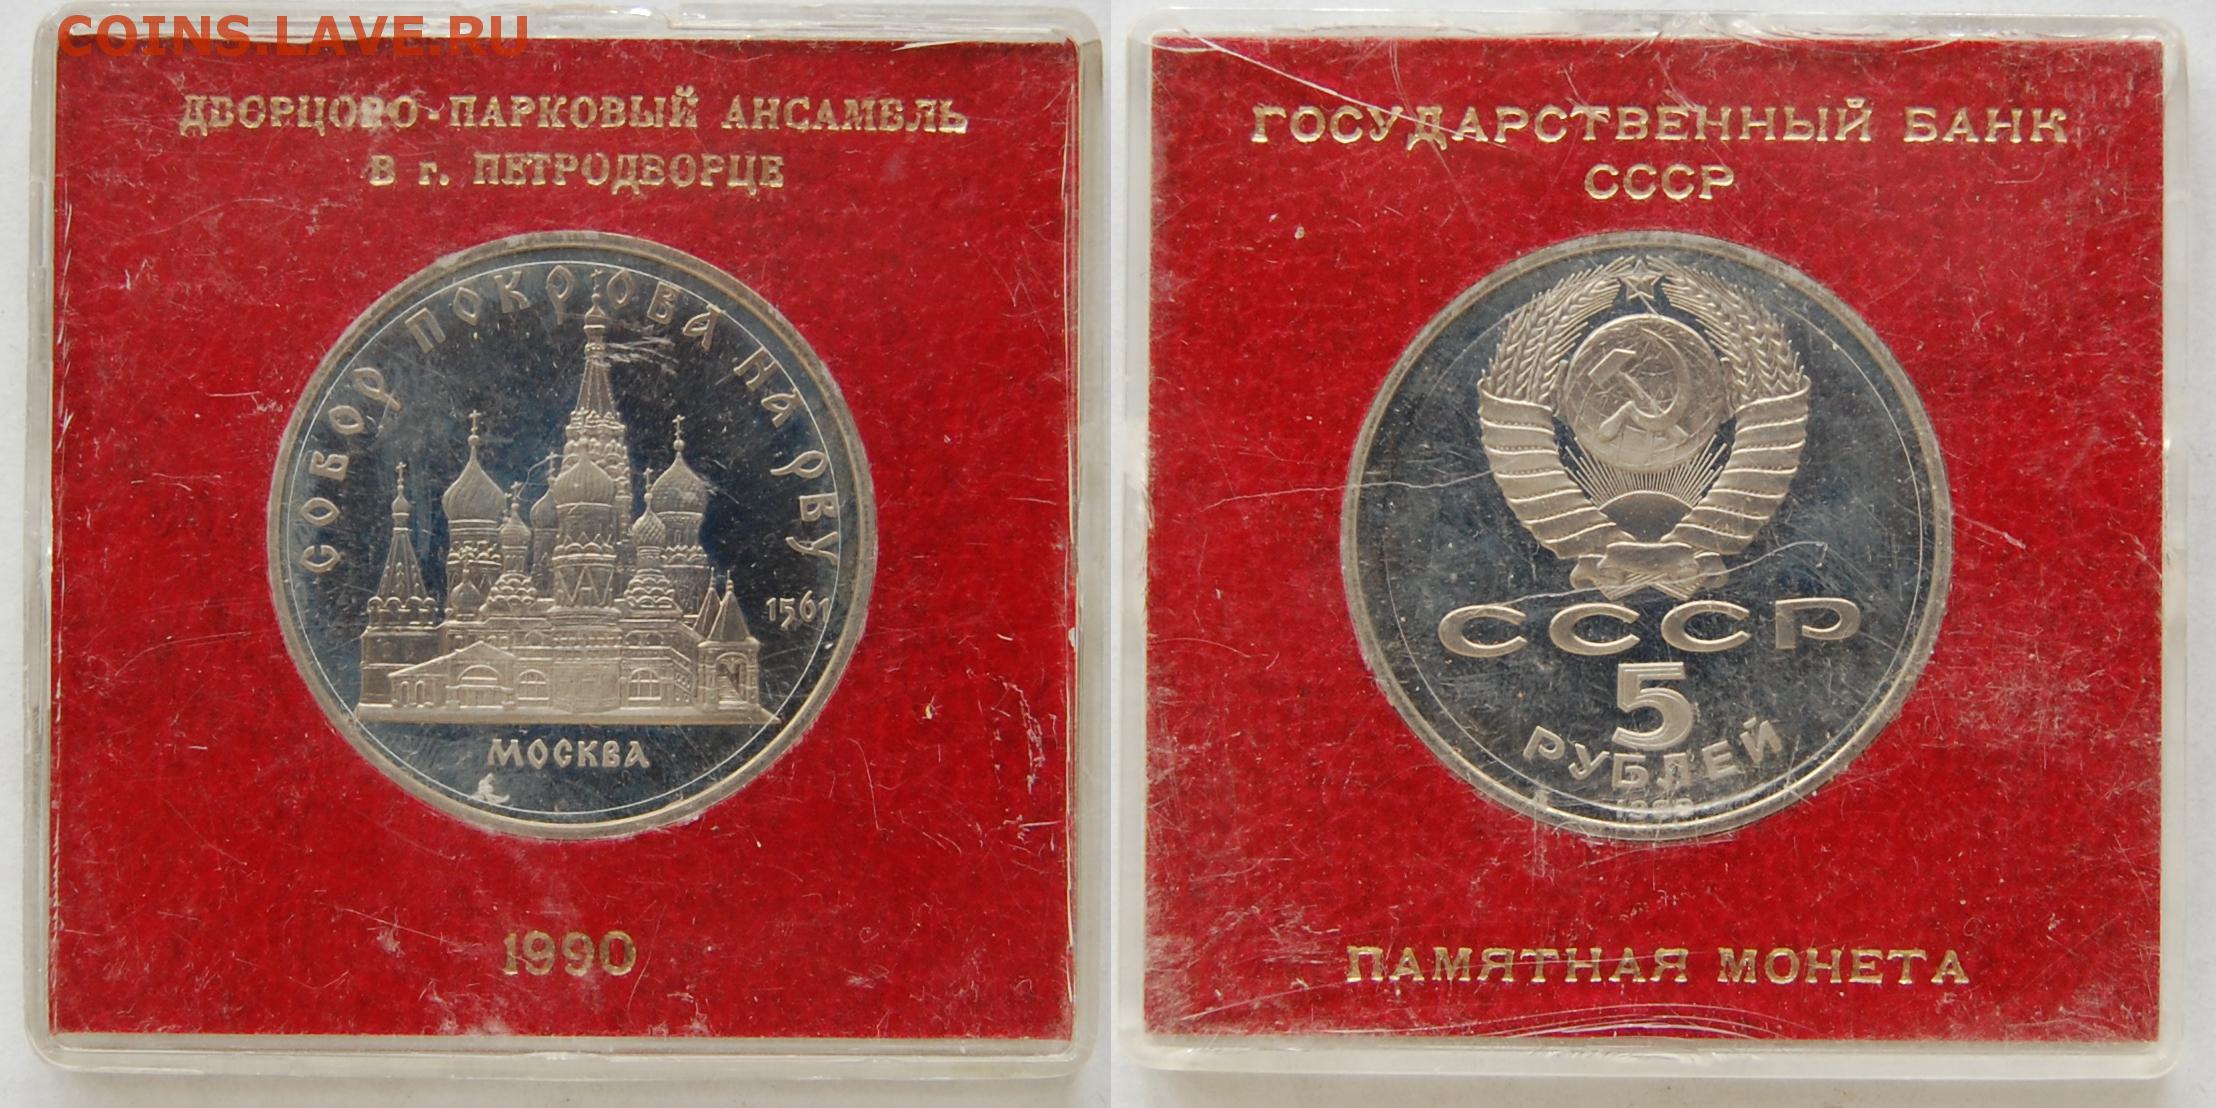 COINS.LAVE.RU
ДВОРЦОВО-ПАРКОВЫЙ АНСАМБЛЬ
В г. ПЕТРОДВОРЦЕ
СОБОР ПОКРОВА НА РВУ
1561
МОСКВА
1990
ГОСУДАРСТВЕННЫЙ БАНК
СССР
СССР
5
РУБЛЕЙ
ПАМЯТНАЯ МОНЕТА